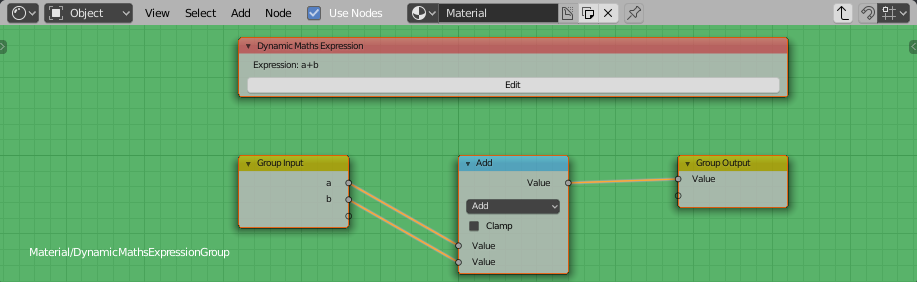 Object View Select Add Node Use Nodes Material
Dynamic Maths Expression
Expression: a+b
Edit
Group Input
a
b
Add
Value
Add
Clamp
Value
Value
Group Output
Value
Material/DynamicMathsExpressionGroup